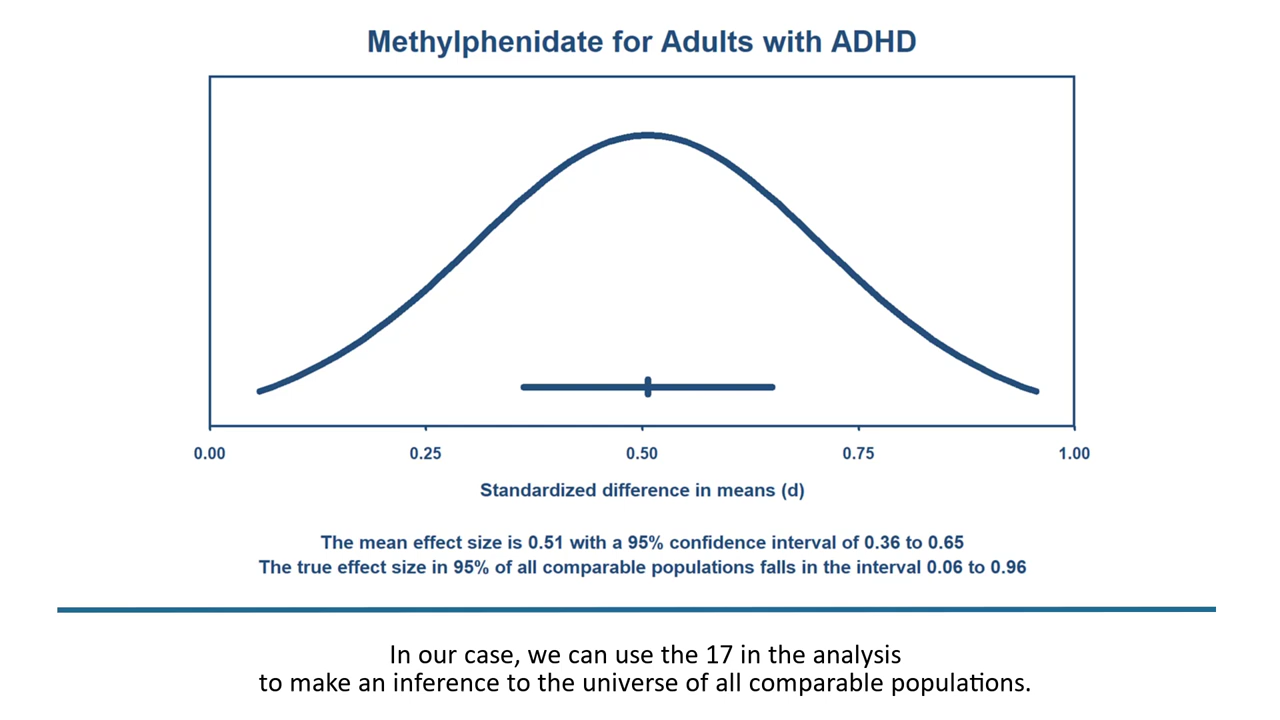 Methylphenidate for Adults with ADHD
0.00 0.25 0.50 0.75 1.00
Standardized difference in means (d)
The mean effect size is 0.51 with a 95% confidence interval of 0.36 to 0.65
The true effect size in 95% of all comparable populations falls in the interval 0.06 to 0.96
In our case, we can use the 17 in the analysis
to make an inference to the universe of all comparable populations.